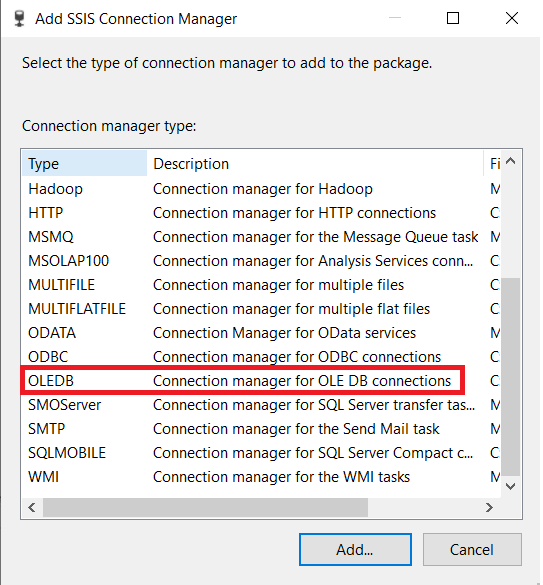 Add SSIS Connection Manager
Select the type of connection manager to add to the package.
Connection manager type:
Type Description Fi
Hadoop Connection manager for Hadoop M
HTTP Connection manager for HTTP connections C
MSMQ Connection manager for the Message Queue task M
MSOLAP100 Connection manager for Analysis Services conn... C
MULTIFILE Connection manager for multiple files M
MULTIFLATFILE Connection manager for multiple flat files M
ODATA Connection Manager for OData services M
ODBC Connection manager for ODBC connections C
OLEDB Connection manager for OLE DB connections C
SMOServer Connection manager for SQL Server transfer tas... M
SMTP Connection manager for the Send Mail task M
SQLMOBILE Connection manager for SQL Server Compact c... C
WMI Connection manager for the WMI tasks M
Add... Cancel